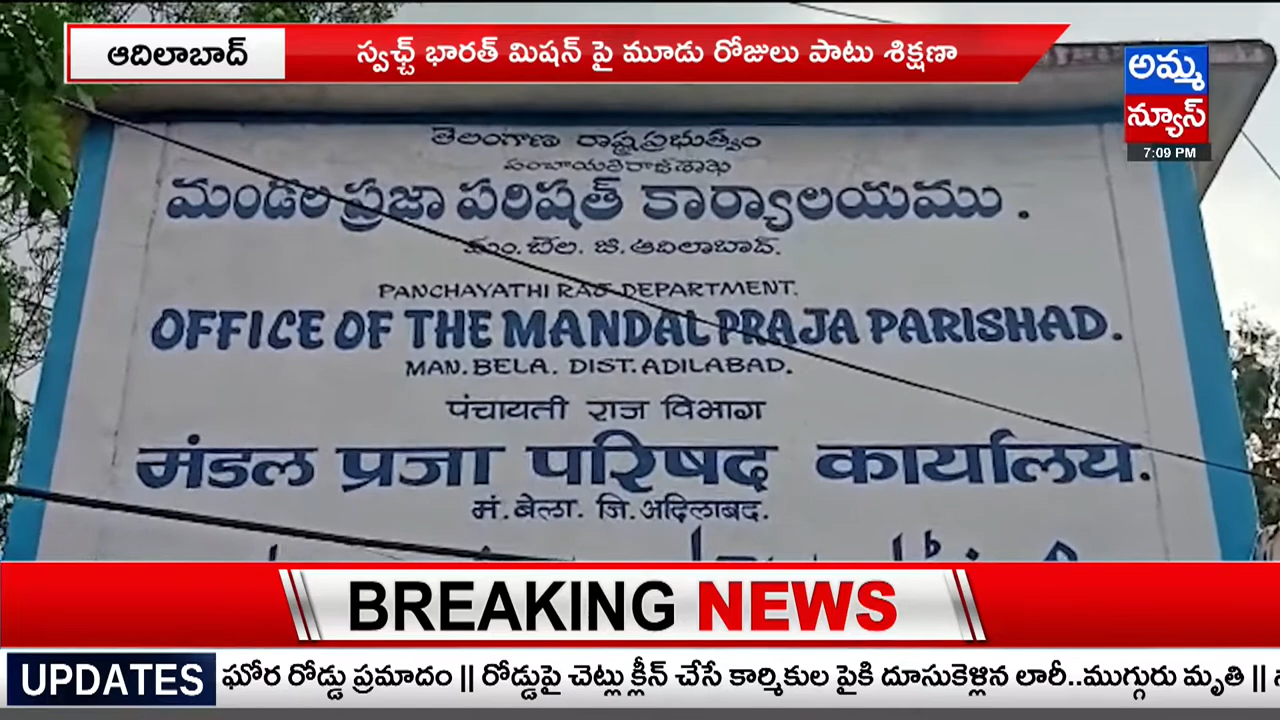 ఆదిలాబాద్
స్వచ్ఛ్ భారత్ మిషన్ పై మూడు రోజులు పాటు శిక్షణా
అమ్మ
న్యూస్
7:09 PM
తెలంగాణ రాష్ట్ర ప్రభుత్వం
పంచాయతిరాజ్ శాఖ
మండల ప్రజా పరిషత్ కార్యాలయము.
మం. బెల. జి. ఆదిలాబాద్.
PANCHAYATHI RAJ DEPARTMENT.
OFFICE OF THE MANDAL PRAJA PARISHAD.
MAN. BELA. DIST. ADILABAD.
पंचायती राज विभाग
मंडल प्रजा परिषद कार्यालय.
मं. बेला. जि. अदिलाबद.
BREAKING NEWS
UPDATES
ఘోర రోడ్డు ప్రమాదం || రోడ్డుపై చెట్లు క్లీన్ చేసే కార్మికుల పైకి దూసుకెళ్లిన లారీ..ముగ్గురు మృతి ||